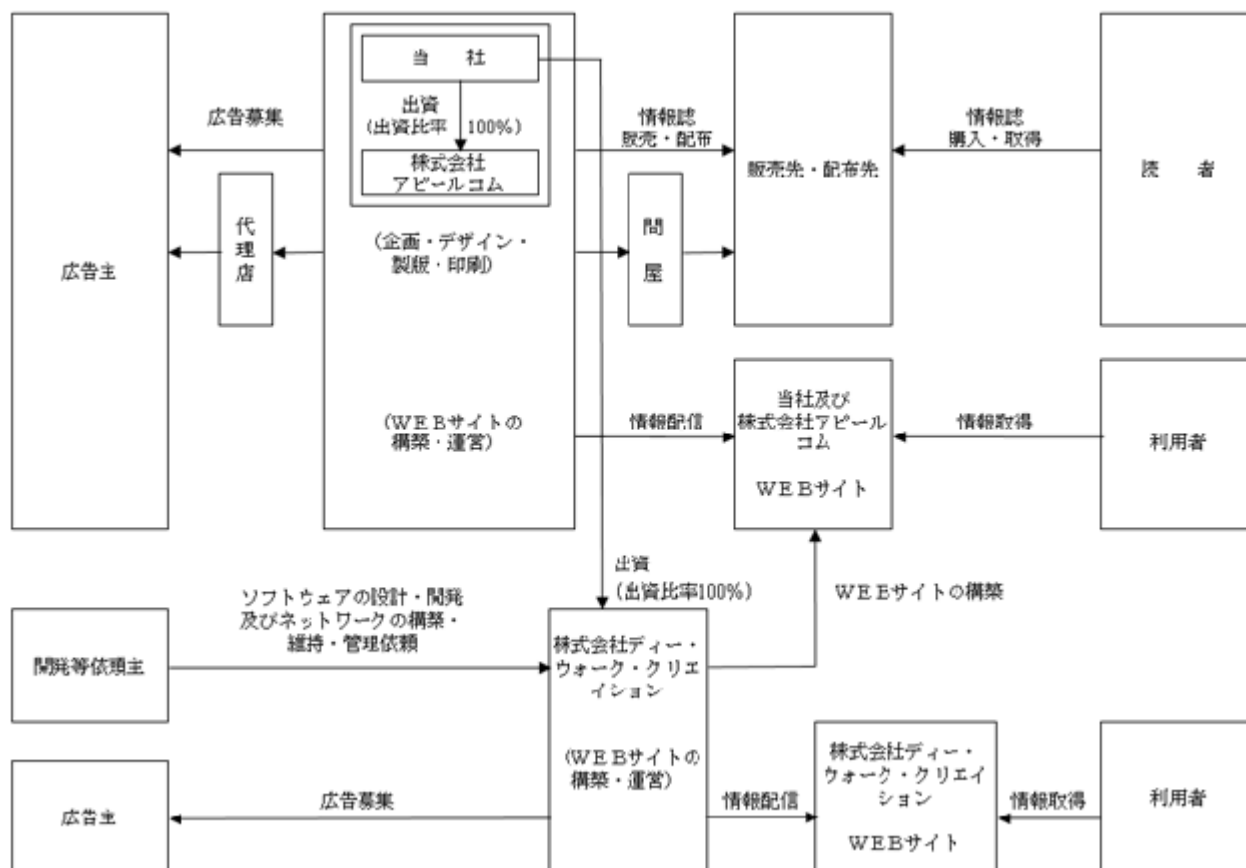 当　社
出資
(出資比率　100%)
株式会社
アピールコム
広告募集
情報誌
販売・配布
情報誌
購入・取得
広告主
代
理
店
(企画・デザイン・
製版・印刷)
問
屋
販売先・配布先
読　者
(ＷＥＢサイトの
構築・運営)
情報配信
当社及び
株式会社アピール
コム
ＷＥＢサイト
情報取得
利用者
出資
(出資比率100%)
ＷＥＢサイトの構築
ソフトウェアの設計・開発
及びネットワークの構築・
維持・管理依頼
開発等依頼主
株式会社ディー・
ウォーク・クリエ
イション
(ＷＥＢサイトの
構築・運営)
広告主
広告募集
情報配信
株式会社ディー・
ウォーク・クリエイ
ション
ＷＥＢサイト
情報取得
利用者